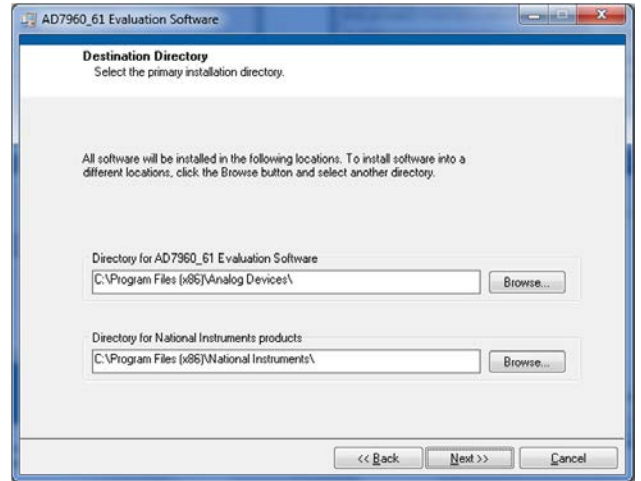 AD7960_61 Evaluation Software
Destination Directory
Select the primary installation directory.
All software will be installed in the following locations. To install software into a
different locations, click the Browse button and select another directory.
Directory for AD7960_61 Evaluation Software
C:\Program Files (x86)\Analog Devices\
Browse...
Directory for National Instruments products
C:\Program Files (x86)\National Instruments\
Browse...
<< Back
Next >>
Cancel